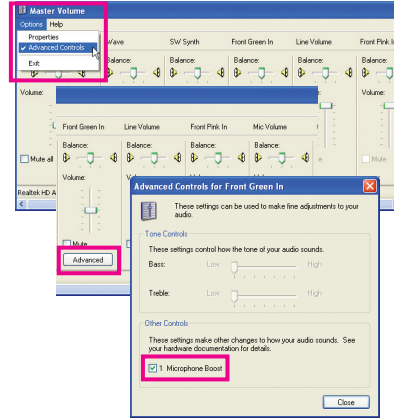 Master Volume
Options Help
Properties
Advanced Controls
Exit
Wave
SW Synth
Front Green In
Line Volume
Front Pink I
Balance:
Balance:
Balance:
Balance:
Balance:
Volume:
Volume:
Mute all
Mute
Realtek HD A
Front Green In
Line Volume
Front Pink In
Mic Volume
Balance:
Balance:
Balance:
Balance:
Volume:
Mute
Advanced
Advanced Controls for Front Green In
These settings can be used to make fine adjustments to your
audio.
Tone Controls
These settings control how the tone of your audio sounds.
Bass: Low High
Treble: Low High
Other Controls
These settings make other changes to how your audio sounds. See
your hardware documentation for details.
1 Microphone Boost
Close